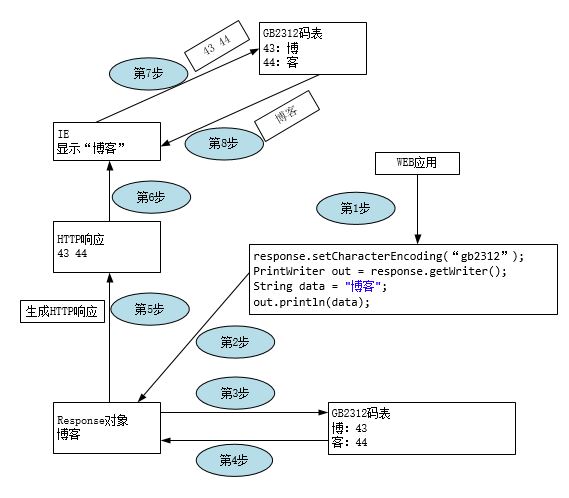 GB2312码表
43: 博
44: 客
43 44
第7步
IE
显示“博客”
第8步
博客
WEB应用
第6步
第1步
HTTP响应
43 44
response.setCharacterEncoding(“gb2312”);
PrintWriter out = response.getWriter();
String data = "博客";
out.println(data);
生成HTTP响应
第5步
第2步
第3步
Response对象
博客
GB2312码表
博: 43
客: 44
第4步